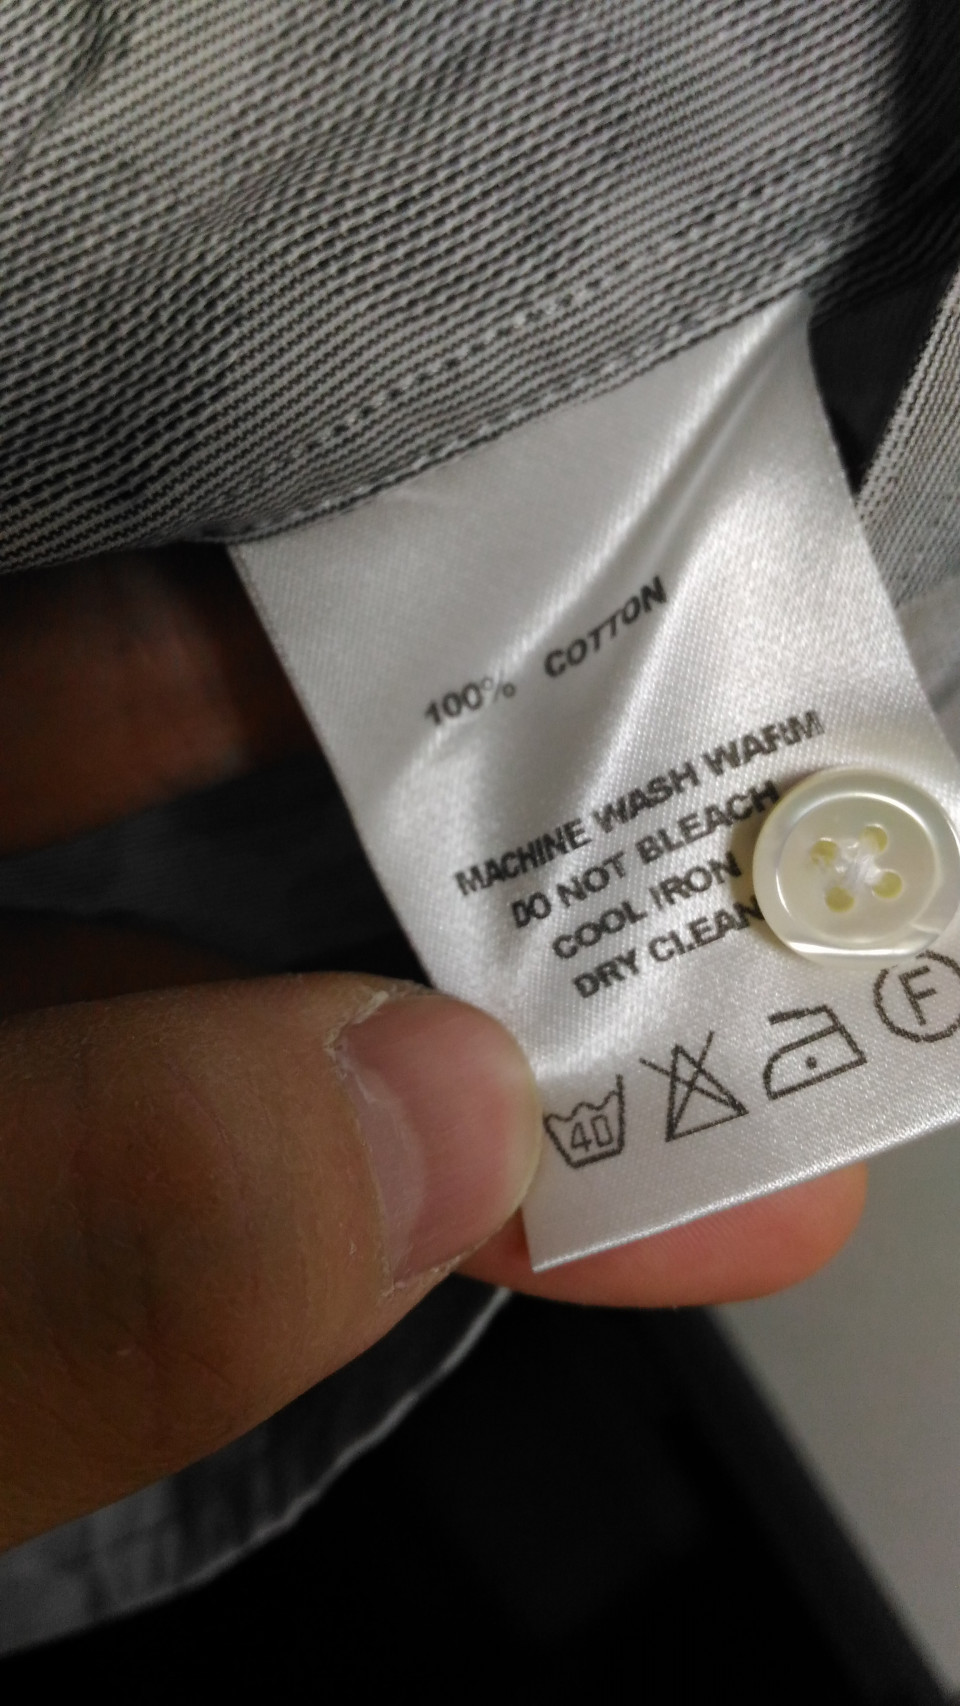 100% COTTON
MACHINE WASH WARM
DO NOT BLEACH
COOL IRON
DRY CLEAN
40
F